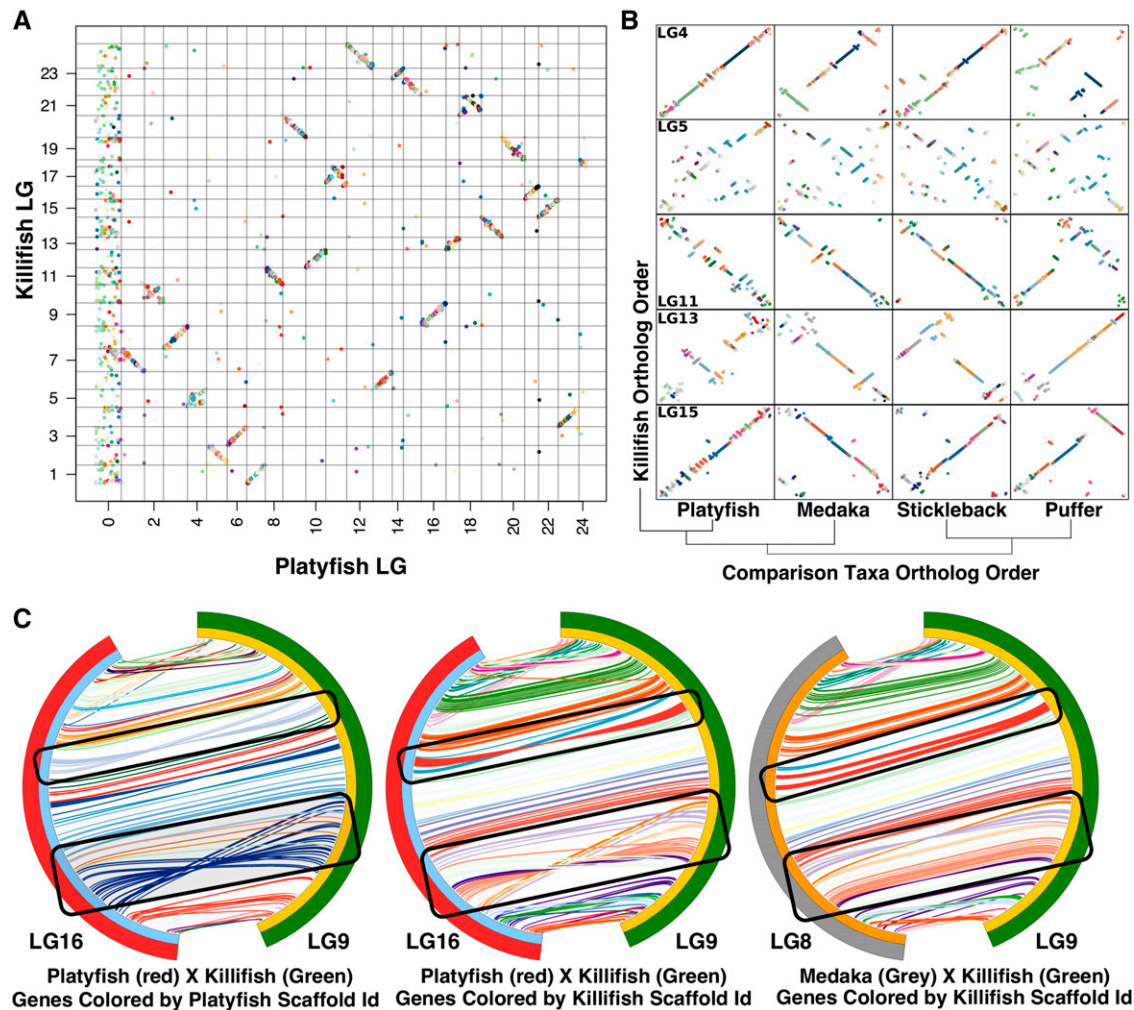 A
Killifish LG
23
21
19
17
15
13
11
9
7
5
3
1
0 2 4 6 8 10 12 14 16 18 20 22 24
Platyfish LG
B
LG4
LG5
LG11
LG13
LG15
Killifish Ortholog Order
Platyfish Medaka Stickleback Puffer
Comparison Taxa Ortholog Order
C
LG16 LG9
Platyfish (red) X Killifish (Green)
Genes Colored by Platyfish Scaffold Id
LG16 LG9
Platyfish (red) X Killifish (Green)
Genes Colored by Killifish Scaffold Id
LG8 LG9
Medaka (Grey) X Killifish (Green)
Genes Colored by Killifish Scaffold Id